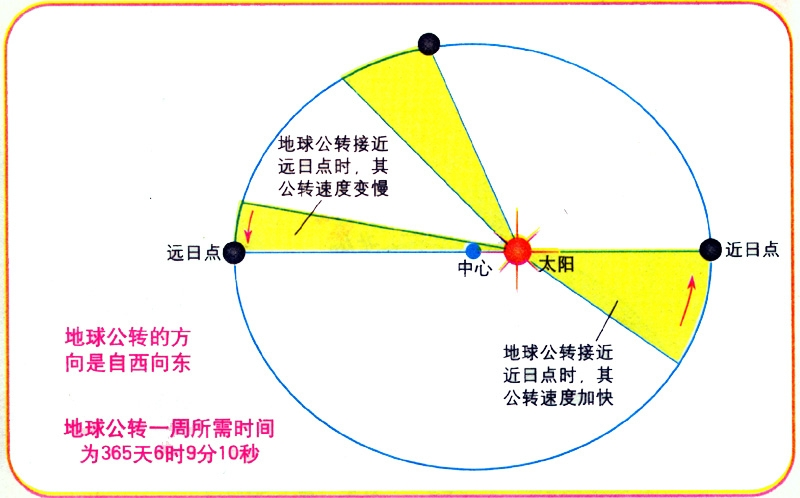 地球公转接近
远日点时，其
公转速度变慢
远日点
中心
太阳
近日点
地球公转接近
近日点时，其
公转速度加快
地球公转的方
向是自西向东
地球公转一周所需时间
为365天6时9分10秒